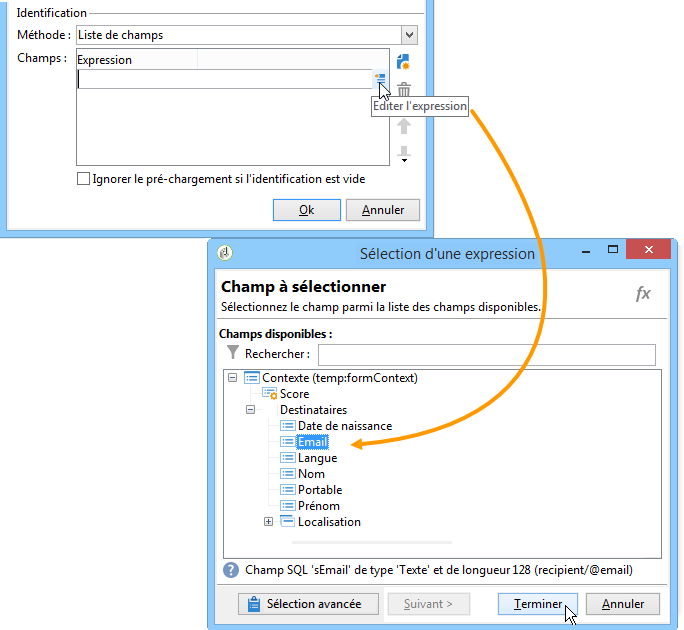 Identification
Méthode : Liste de champs
Champs : Expression
Editer l'expression
Ignorer le pré-chargement si l'identification est vide
Ok Annuler
Sélection d'une expression
Champ à sélectionner
Sélectionnez le champ parmi la liste des champs disponibles.
fx
Champs disponibles :
Rechercher :
Contexte (temp:formContext)
Score
Destinataires
Date de naissance
Email
Langue
Nom
Portable
Prénom
Localisation
Champ SQL 'sEmail' de type 'Texte' et de longueur 128 (recipient/@email)
Sélection avancée Suivant > Terminer Annuler